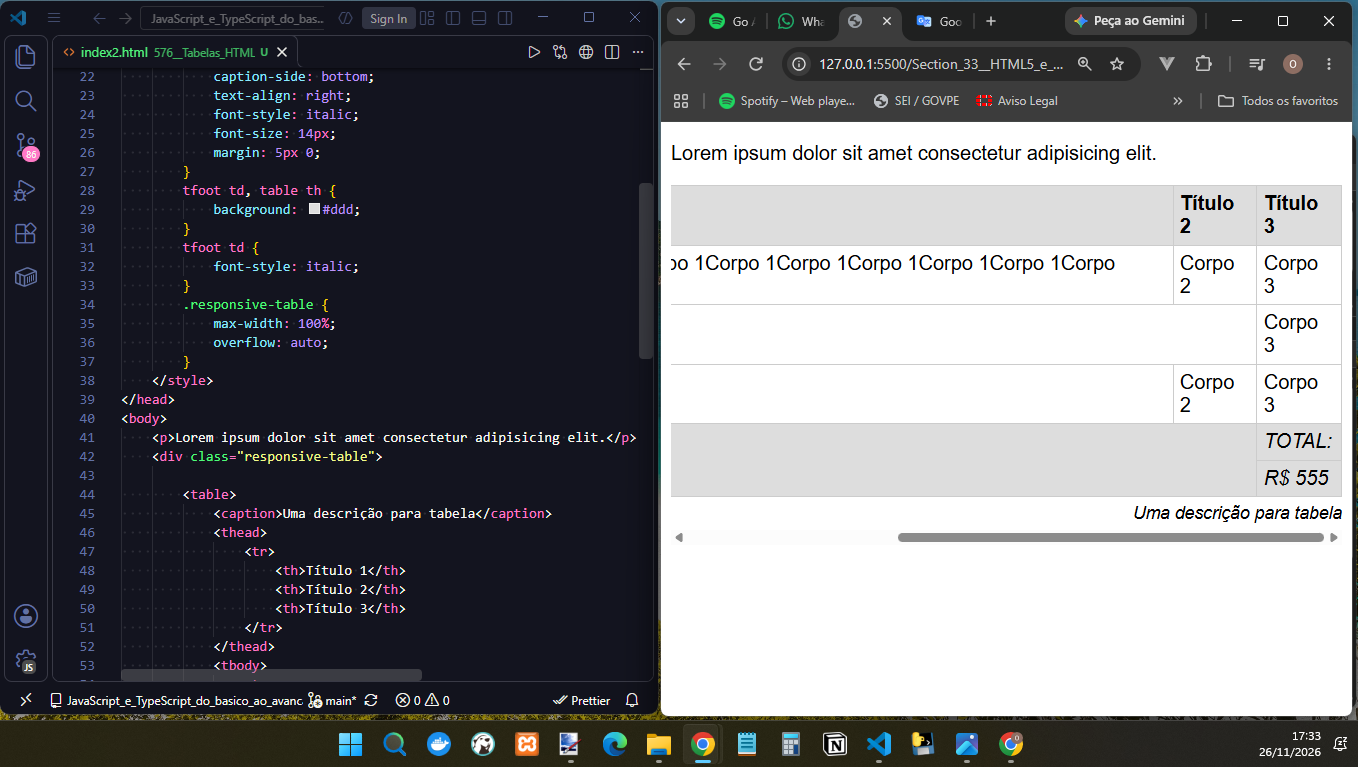 JavaScript_e_TypeScript_do_bas...
Sign In
index2.html 576__Tabelas_HTML U
22 caption-side: bottom;
23 text-align: right;
24 font-style: italic;
25 font-size: 14px;
26 margin: 5px 0;
27 }
28 tfoot td, table th {
29 background: #ddd;
30 }
31 tfoot td {
32 font-style: italic;
33 }
34 .responsive-table {
35 max-width: 100%;
36 overflow: auto;
37 }
38 </style>
39 </head>
40 <body>
41 <p>Lorem ipsum dolor sit amet consectetur adipisicing elit.</p>
42 <div class="responsive-table">
43
44 <table>
45 <caption>Uma descrição para tabela</caption>
46 <thead>
47 <tr>
48 <th>Título 1</th>
49 <th>Título 2</th>
50 <th>Título 3</th>
51 </tr>
52 </thead>
53 <tbody>
86
JS
JavaScript_e_TypeScript_do_basico_ao_avanc
main*
0 0
Prettier
Go
Wha
Goo
Peça ao Gemini
127.0.0.1:5500/Section_33__HTML5_e_...
O
Spotify – Web playe...
SEI / GOVPE
Aviso Legal
Todos os favoritos
Lorem ipsum dolor sit amet consectetur adipisicing elit.
Título 2
Título 3
po 1Corpo 1Corpo 1Corpo 1Corpo 1Corpo 1Corpo
Corpo 2
Corpo 3
Corpo 3
Corpo 2
Corpo 3
TOTAL:
R$ 555
Uma descrição para tabela
17:33
26/11/2026